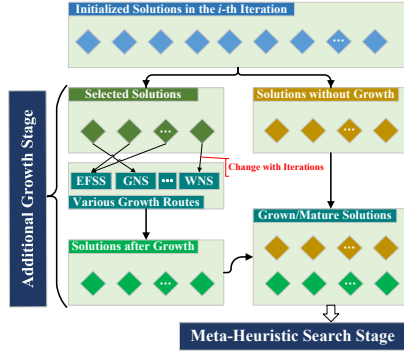 Initialized Solutions in the i-th Iteration
...
Additional Growth Stage
Selected Solutions
...
Solutions without Growth
...
EFSS GNS ... WNS
Change with Iterations
Various Growth Routes
Solutions after Growth
...
Grown/Mature Solutions
...
...
Meta-Heuristic Search Stage